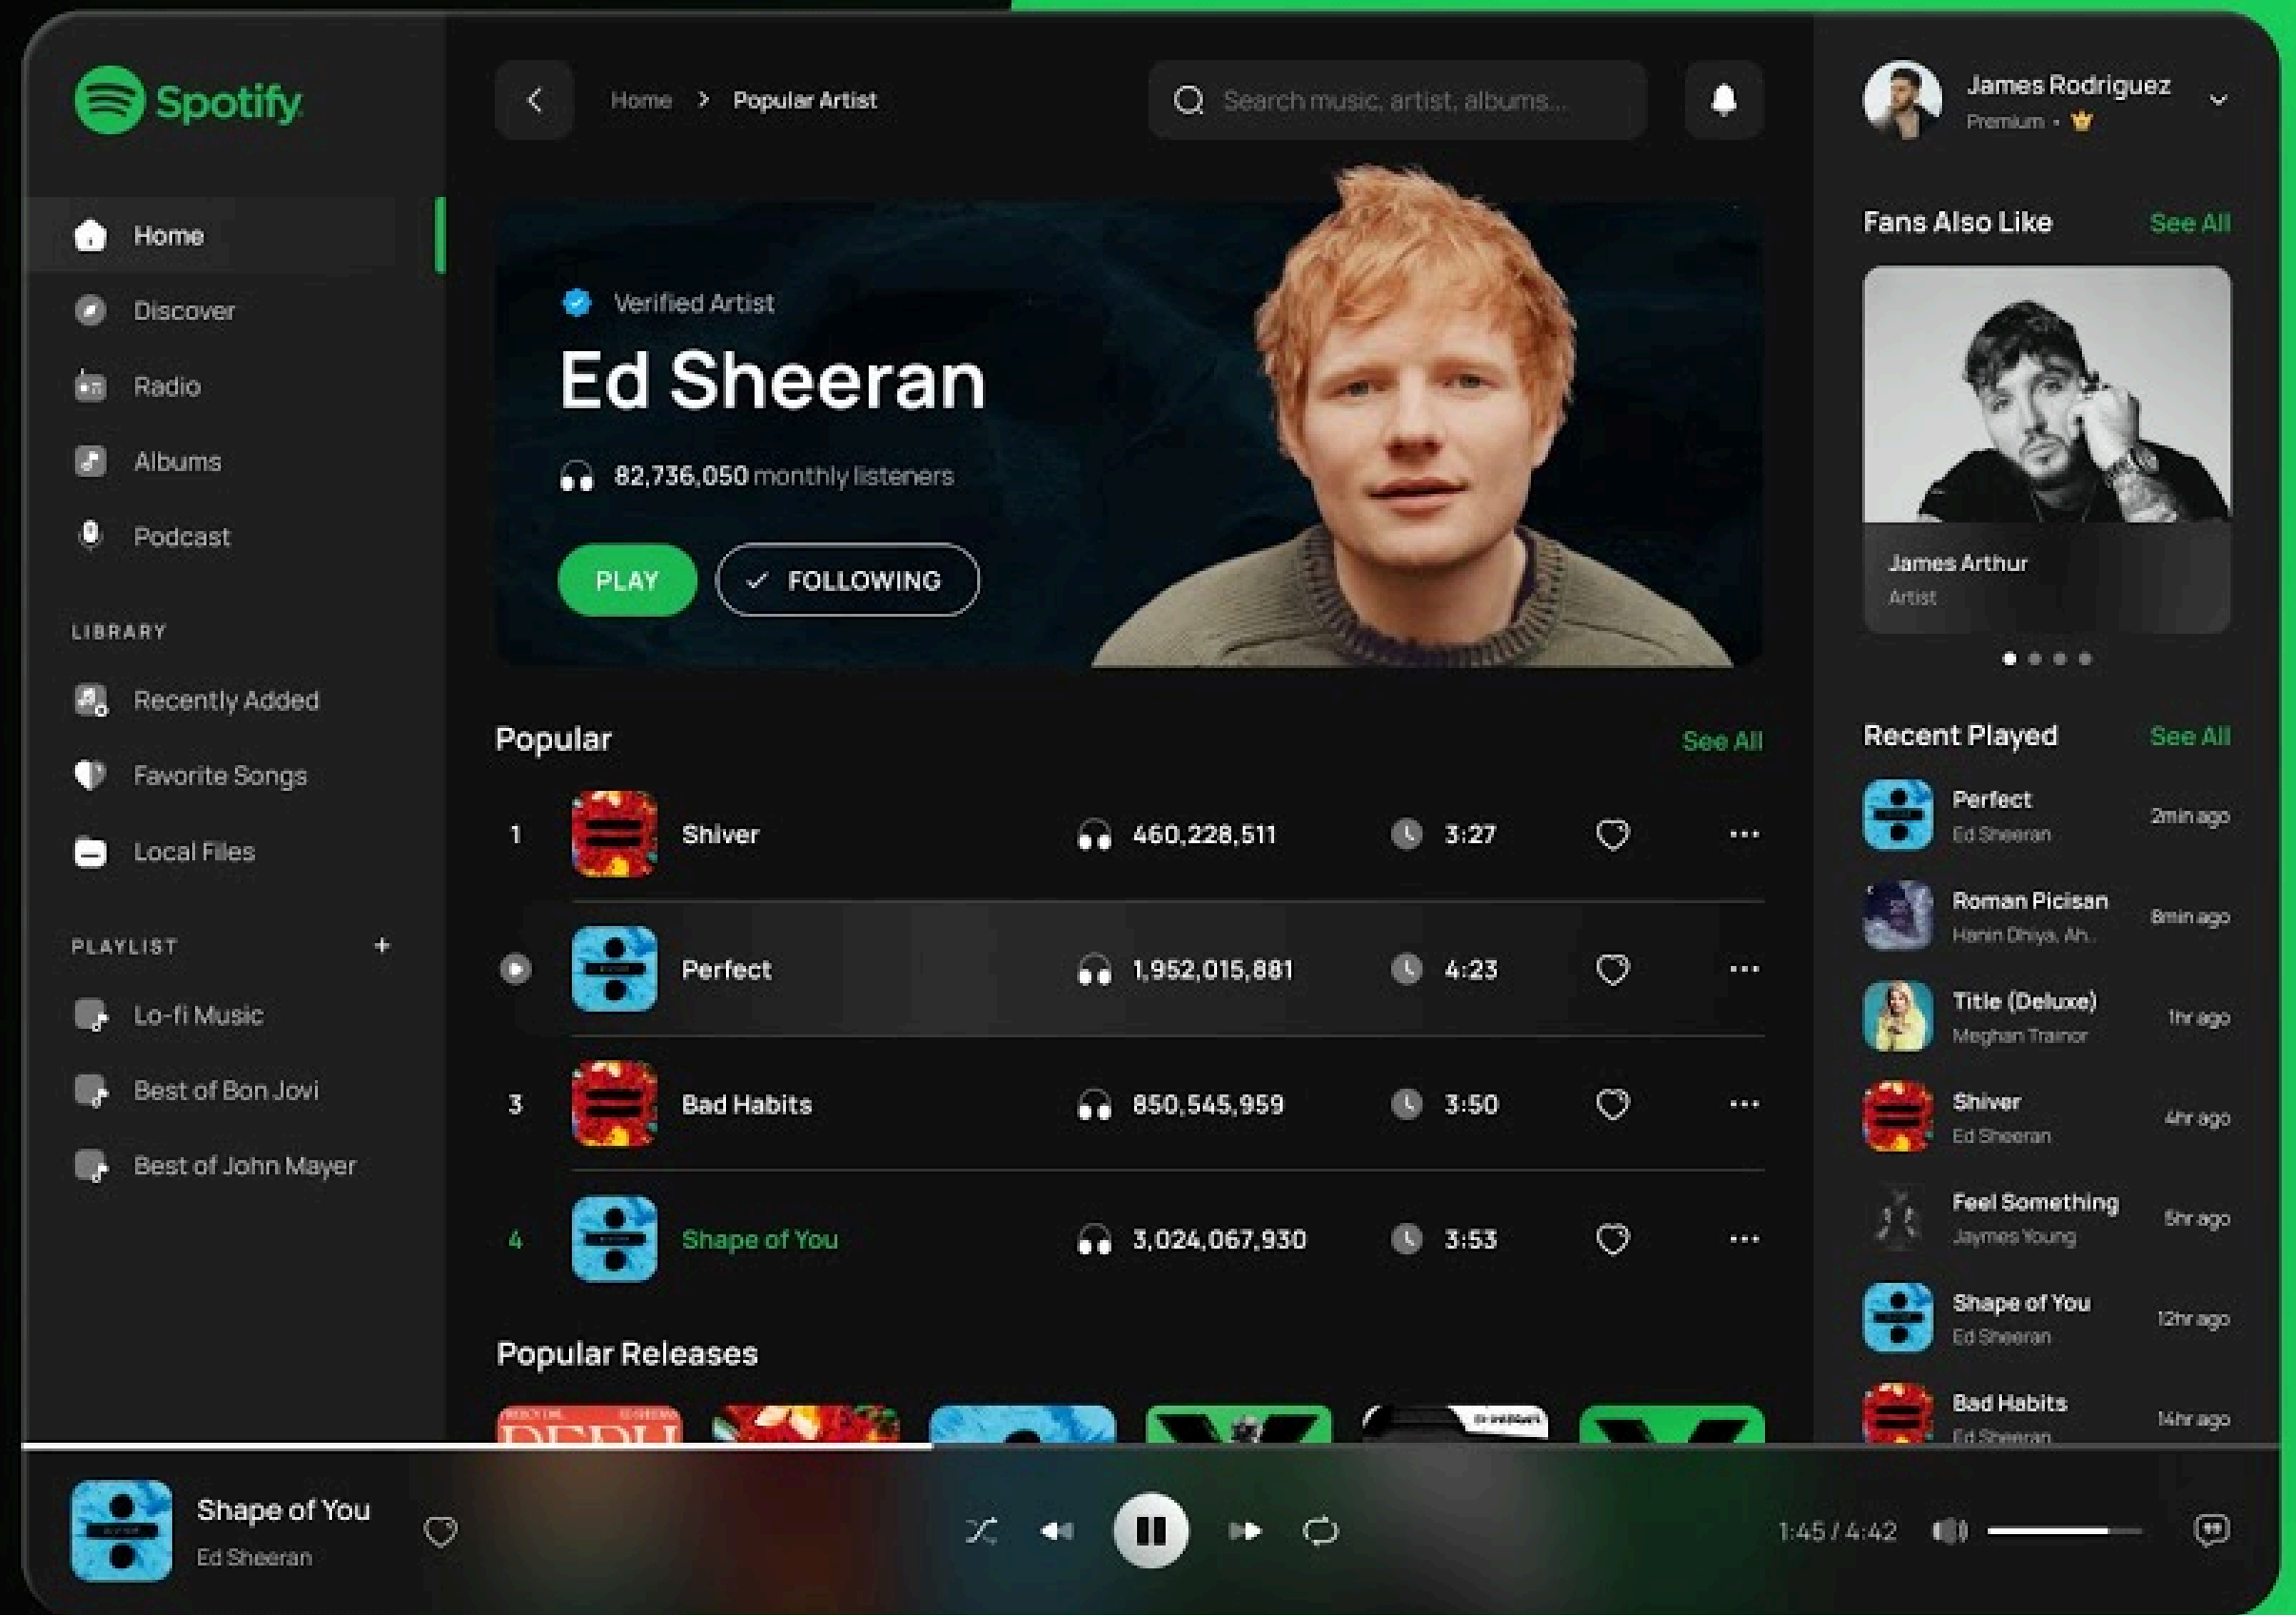 Spotify
Home
Discover
Radio
Albums
Podcast
LIBRARY
Recently Added
Favorite Songs
Local Files
PLAYLIST +
Lo-fi Music
Best of Bon Jovi
Best of John Mayer
Home > Popular Artist
Search music, artist, albums...
Verified Artist
Ed Sheeran
82,736,050 monthly listeners
PLAY
FOLLOWING
Popular See All
1 Shiver 460,228,511 3:27
Perfect 1,952,015,881 4:23
3 Bad Habits 850,545,959 3:50
4 Shape of You 3,024,067,930 3:53
Popular Releases
ED SHEERAN
James Rodriguez
Premium •
Fans Also Like See All
James Arthur
Artist
Recent Played See All
Perfect
Ed Sheeran
2min ago
Roman Picisan
Hanin Dhiya, Ah..
8min ago
Title (Deluxe)
Meghan Trainor
1hr ago
Shiver
Ed Sheeran
4hr ago
Feel Something
Jaymes Young
5hr ago
Shape of You
Ed Sheeran
12hr ago
Bad Habits
Ed Sheeran
14hr ago
Shape of You
Ed Sheeran
1:45 / 4:42